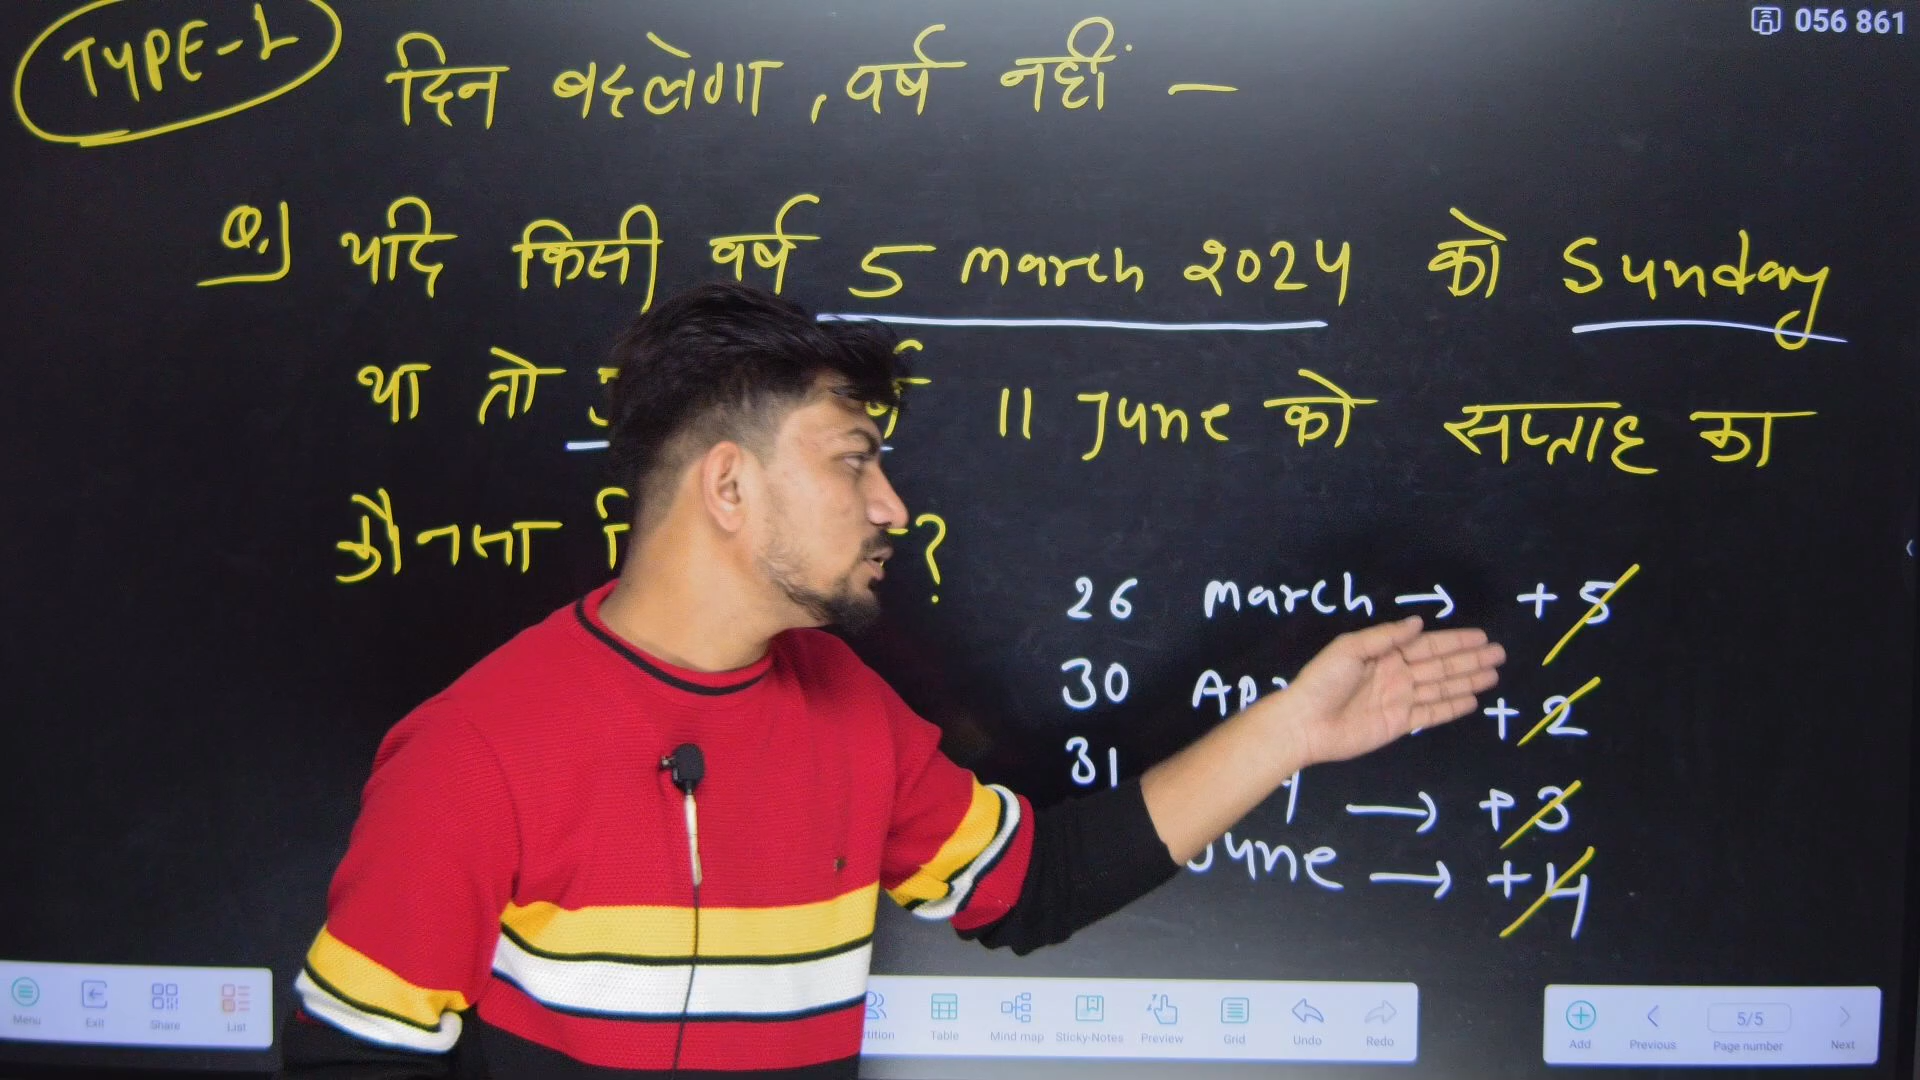 TYPE-1
दिन बदलेगा, वर्ष नहीं —
Q.) यदि किसी वर्ष 5 march 2024 को Sunday
था तो 11 June को सप्ताह का
कौनसा ?
26 march → + 5
30 + 2
31 → + 3
June → + 4
056 861
Menu
Exit
Share
List
Table
Mind map
Sticky-Notes
Preview
Grid
Undo
Redo
Add
Previous
5/5
Page number
Next